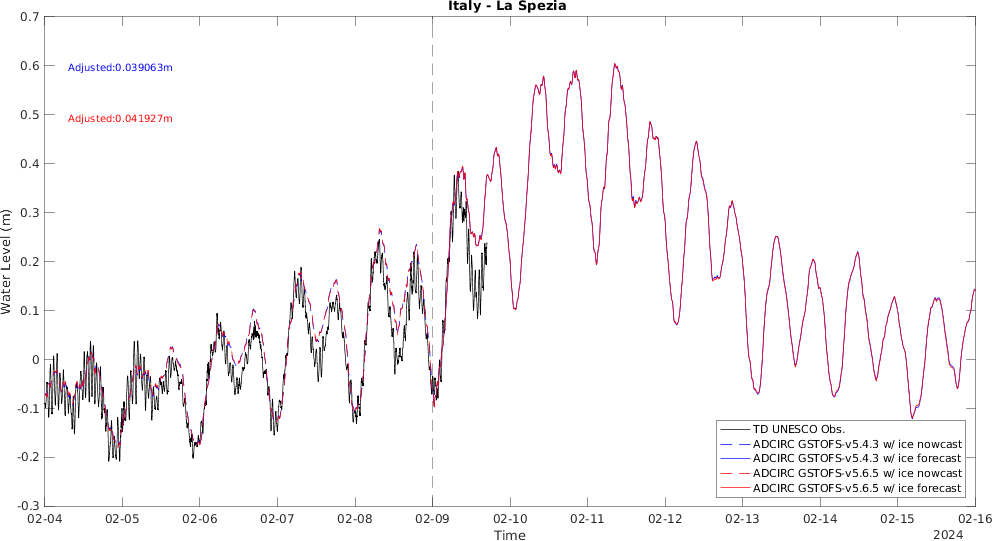 Italy - La Spezia
0.7
0.6
0.5
0.4
0.3
0.2
0.1
0
-0.1
-0.2
-0.3
Water Level (m)
Adjusted:0.039063m
Adjusted:0.041927m
TD UNESCO Obs.
ADCIRC GSTOFS-v5.4.3 w/ ice nowcast
ADCIRC GSTOFS-v5.4.3 w/ ice forecast
ADCIRC GSTOFS-v5.6.5 w/ ice nowcast
ADCIRC GSTOFS-v5.6.5 w/ ice forecast
02-04 02-05 02-06 02-07 02-08 02-09 02-10 02-11 02-12 02-13 02-14 02-15 02-16
Time
2024